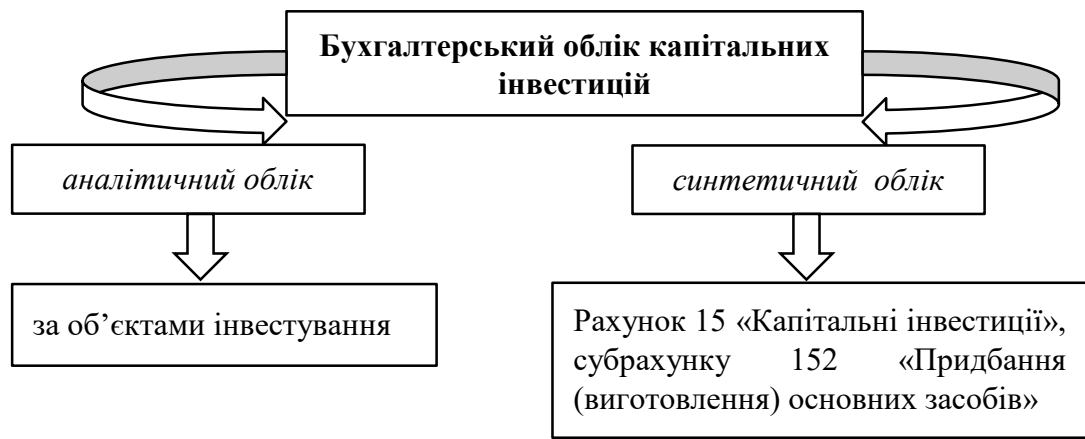 Бухгалтерський облік капітальних
інвестицій
аналітичний облік
синтетичний облік
за об’єктами інвестування
Рахунок 15 «Капітальні інвестиції»,
субрахунку 152 «Придбання
(виготовлення) основних засобів»